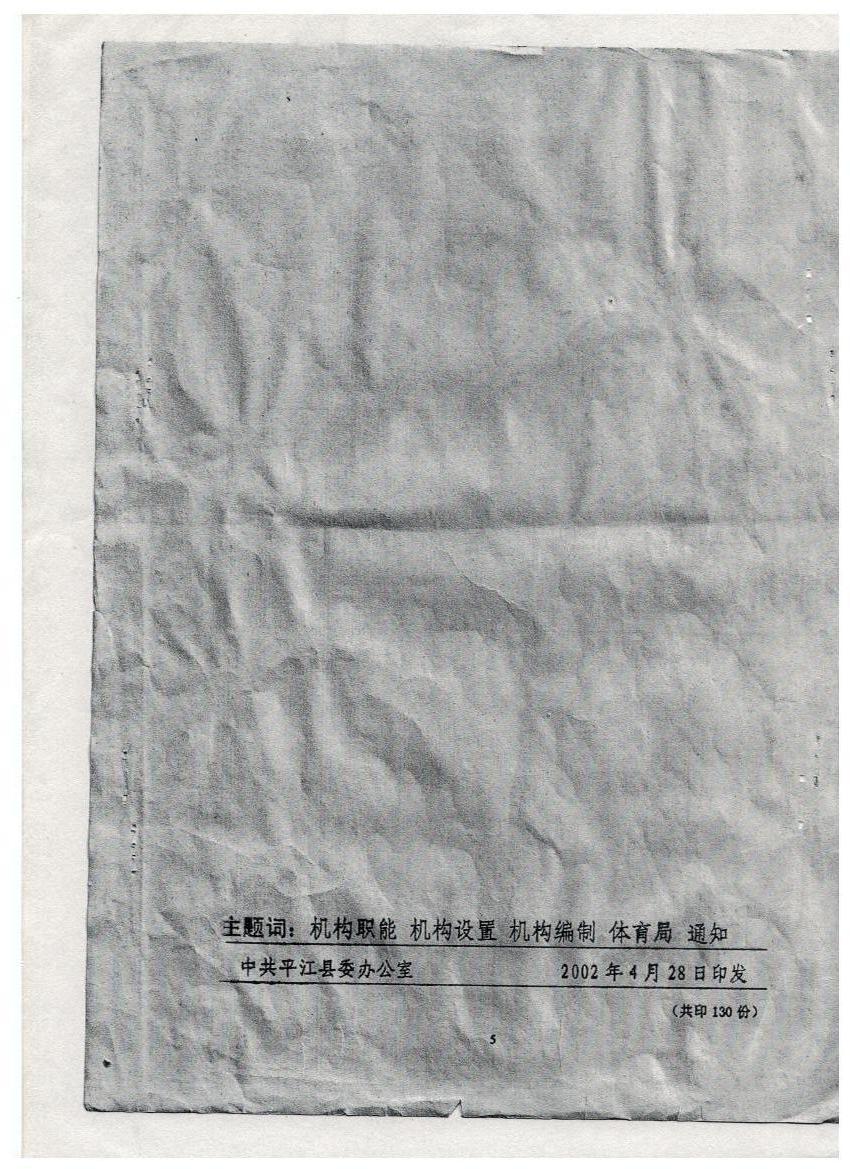 主题词：机构职能 机构设置 机构编制 体育局 通知
中共平江县委办公室 2002年4月28日印发
（共印130份）
5